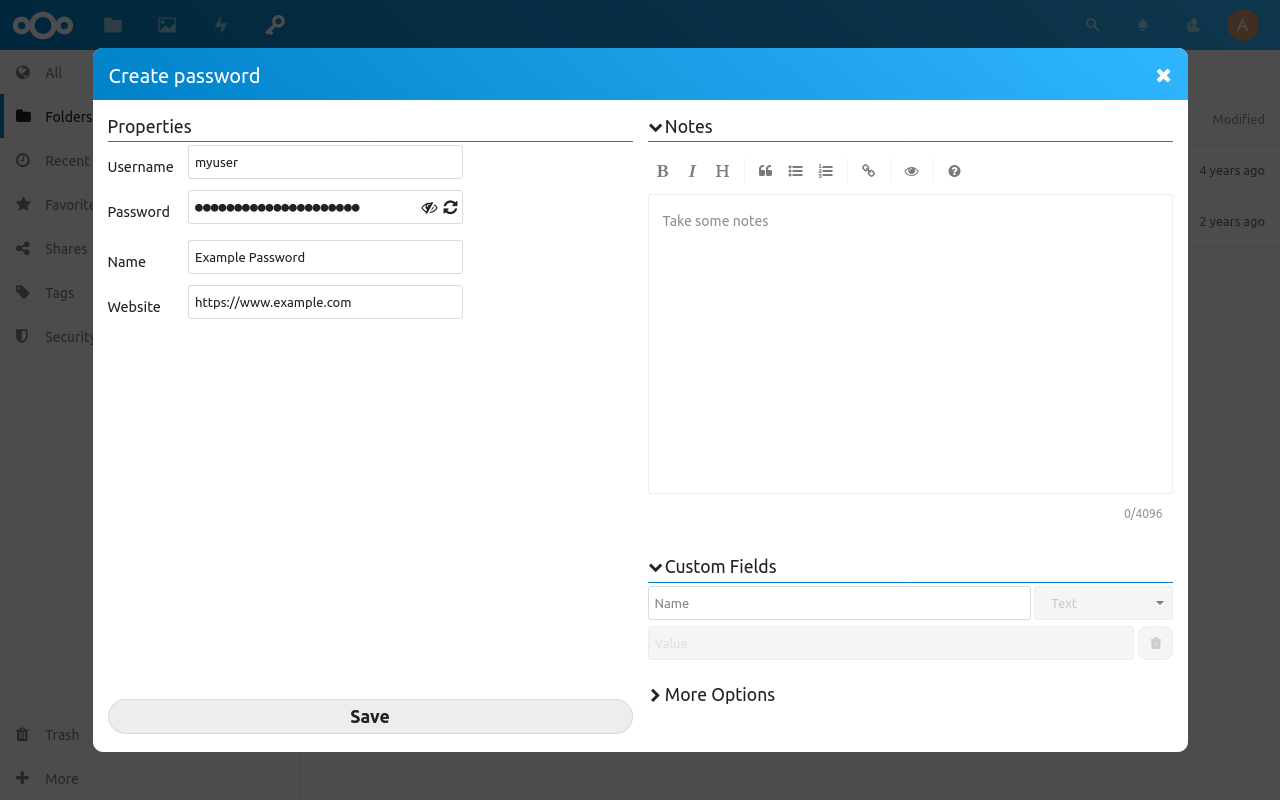 A
All
Folders
Recent
Favorite
Shares
Tags
Security
Trash
More
Modified
4 years ago
2 years ago
Create password
Properties
Username
myuser
Password
●●●●●●●●●●●●●●●●●●●●●
Name
Example Password
Website
https://www.example.com
Save
Notes
B I H
Take some notes
0/4096
Custom Fields
Name
Text
Value
More Options